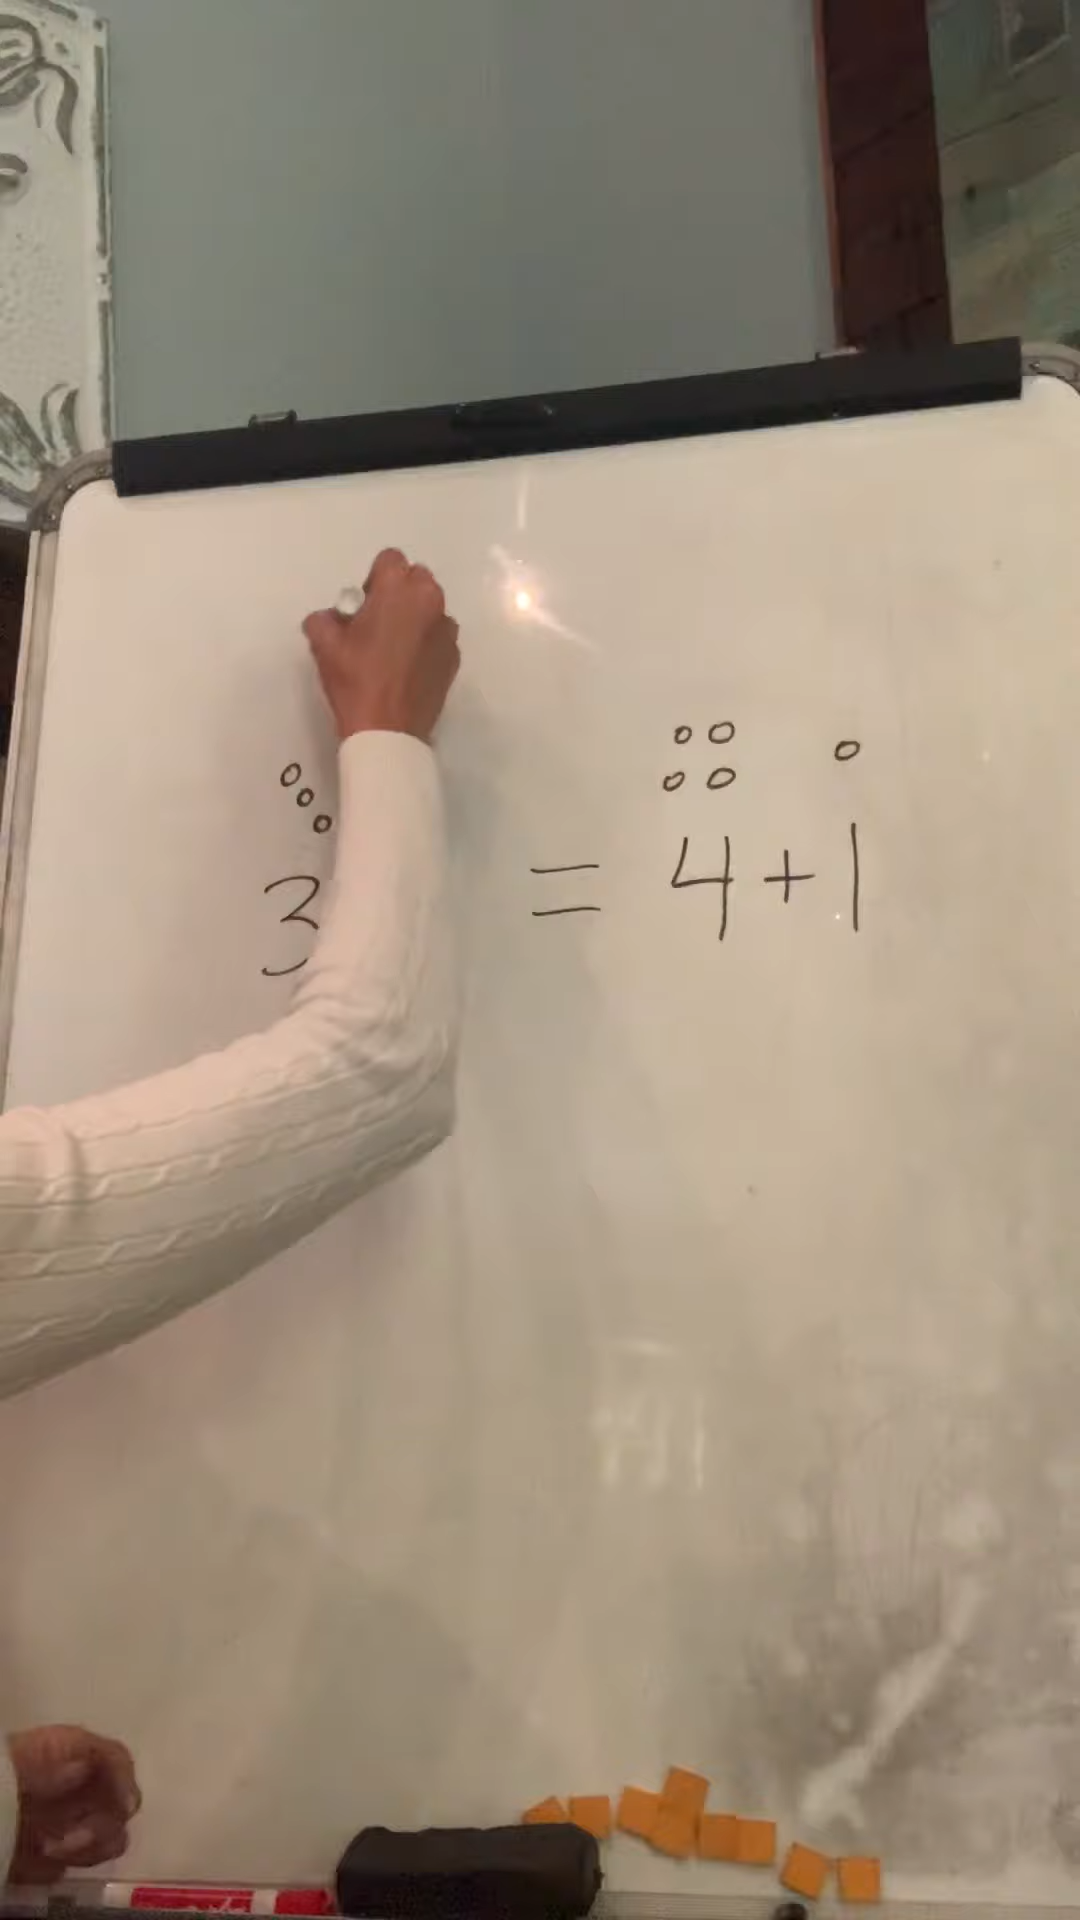 3 = 4+1